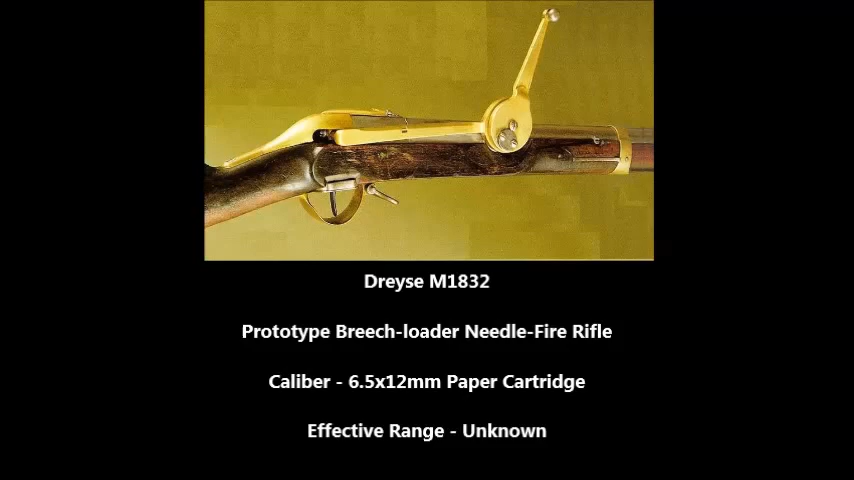 Dreyse M1832
Prototype Breech-loader Needle-Fire Rifle
Caliber - 6.5x12mm Paper Cartridge
Effective Range - Unknown